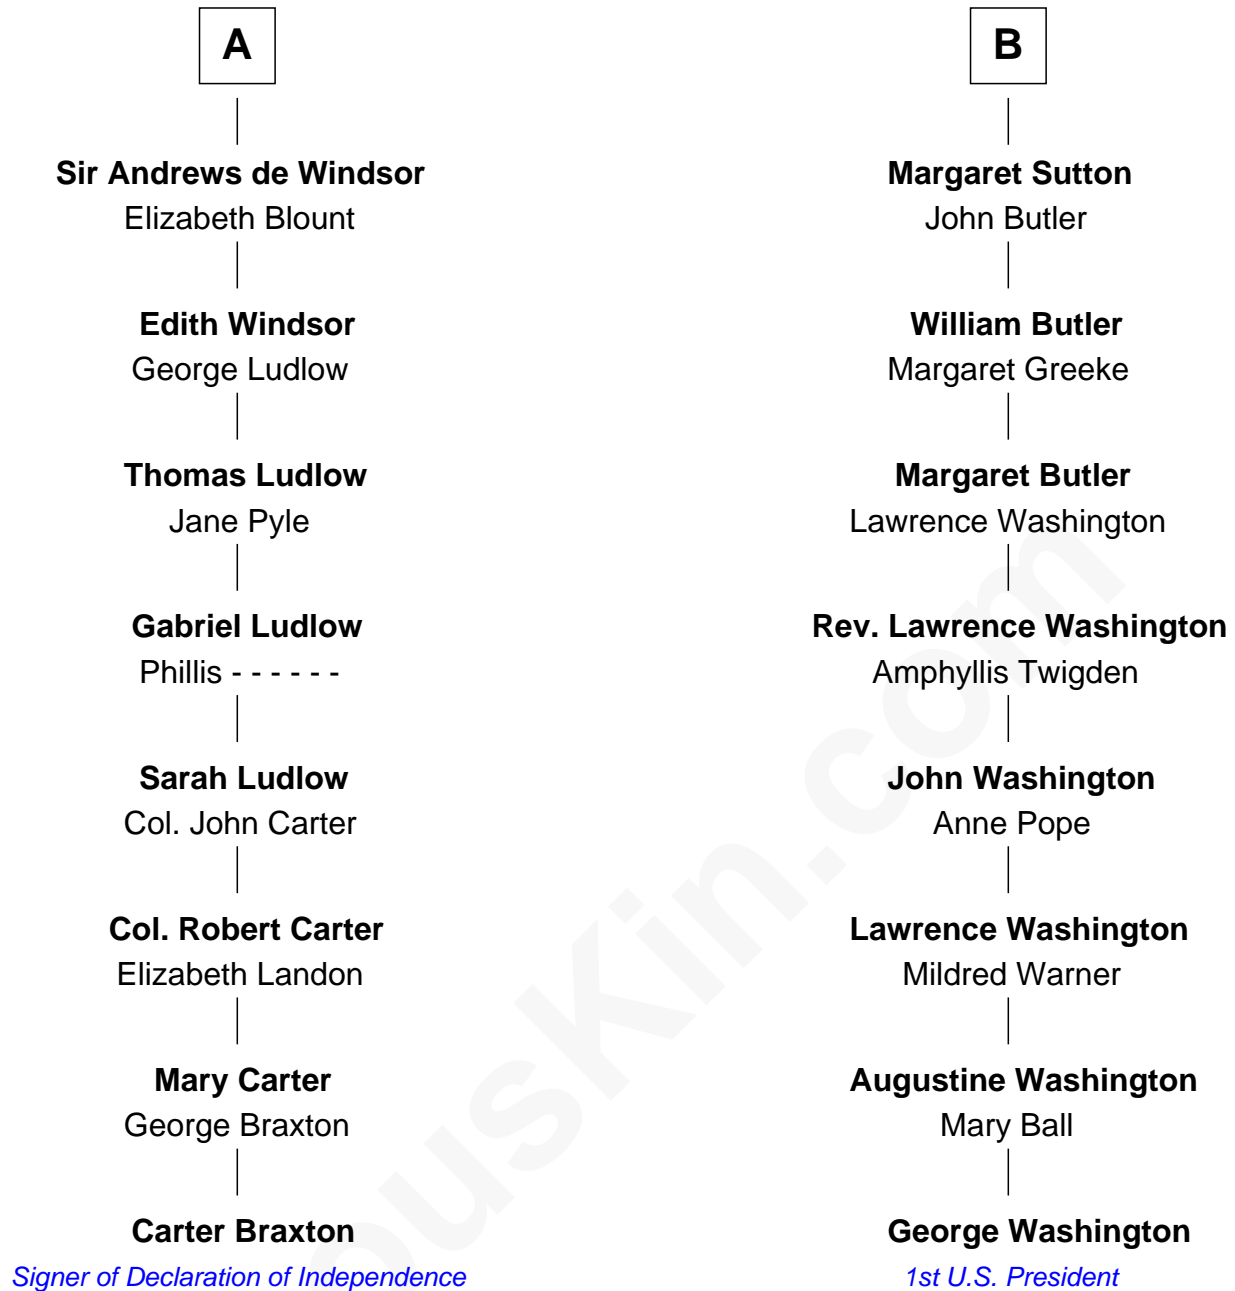 A
Sir Andrews de Windsor
Elizabeth Blount
Edith Windsor
George Ludlow
Thomas Ludlow
Jane Pyle
Gabriel Ludlow
Phillis - - - - - -
Sarah Ludlow
Col. John Carter
Col. Robert Carter
Elizabeth Landon
Mary Carter
George Braxton
Carter Braxton
Signer of Declaration of Independence
B
Margaret Sutton
John Butler
William Butler
Margaret Greeke
Margaret Butler
Lawrence Washington
Rev. Lawrence Washington
Amphyllis Twigden
John Washington
Anne Pope
Lawrence Washington
Mildred Warner
Augustine Washington
Mary Ball
George Washington
1st U.S. President
ousKin.com